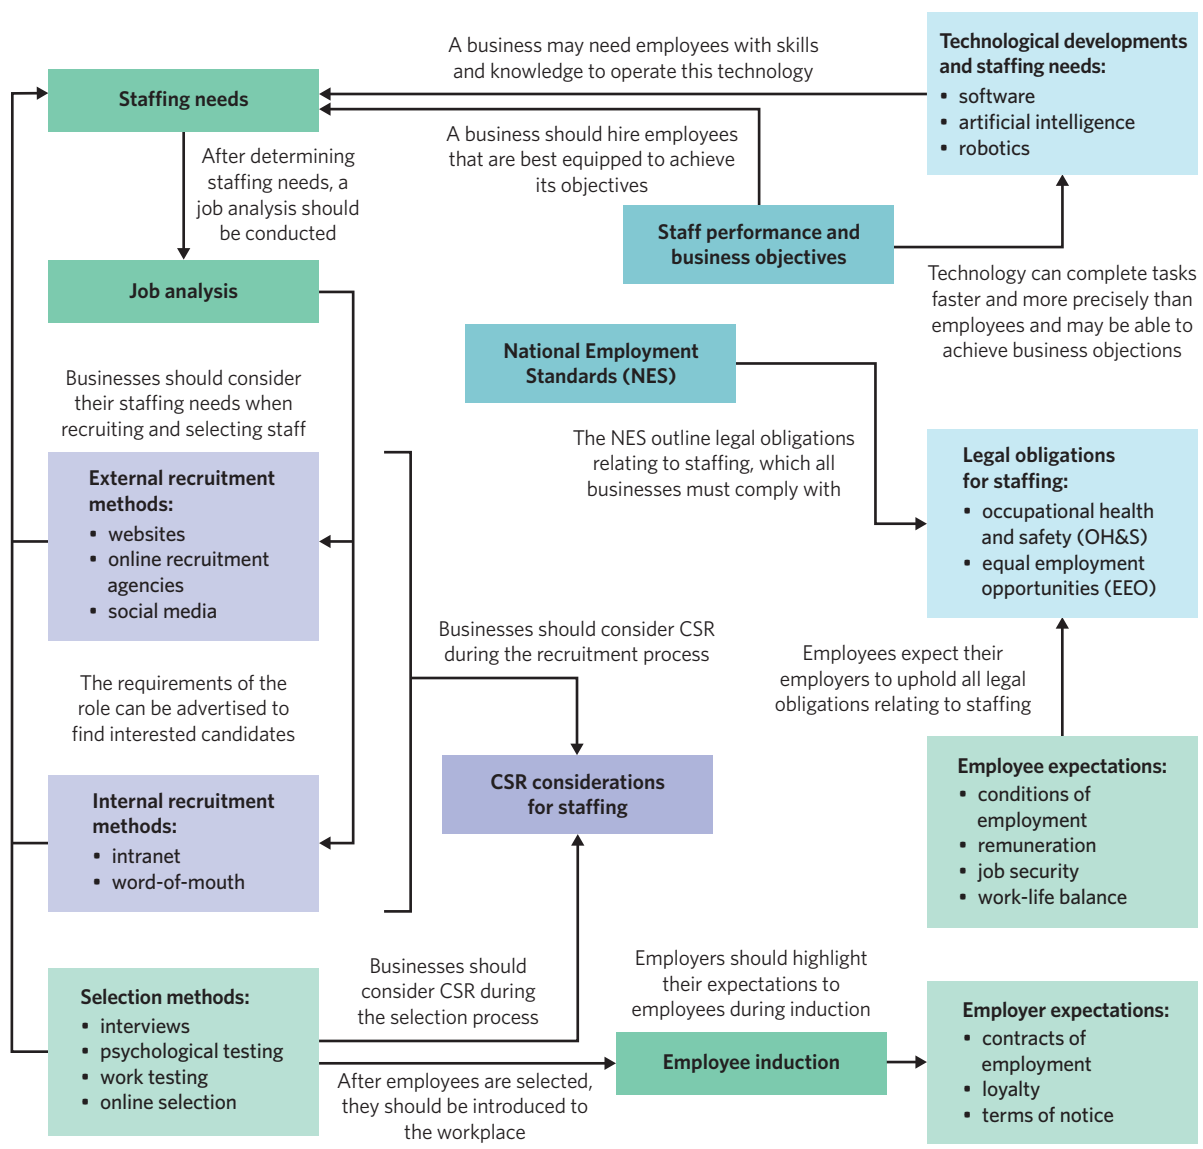 A business may need employees with skills
and knowledge to operate this technology
Technological developments
and staffing needs:
• software
• artificial intelligence
• robotics
Staffing needs
A business should hire employees
that are best equipped to achieve
its objectives
After determining
staffing needs, a
job analysis should
be conducted
Staff performance and
business objectives
Technology can complete tasks
faster and more precisely than
employees and may be able to
achieve business objections
Job analysis
National Employment
Standards (NES)
Businesses should consider
their staffing needs when
recruiting and selecting staff
The NES outline legal obligations
relating to staffing, which all
businesses must comply with
Legal obligations
for staffing:
• occupational health
and safety (OH&S)
• equal employment
opportunities (EEO)
External recruitment
methods:
• websites
• online recruitment
agencies
• social media
Businesses should consider CSR
during the recruitment process
Employees expect their
employers to uphold all legal
obligations relating to staffing
The requirements of the
role can be advertised to
find interested candidates
CSR considerations
for staffing
Employee expectations:
• conditions of
employment
• remuneration
• job security
• work-life balance
Internal recruitment
methods:
• intranet
• word-of-mouth
Businesses should
consider CSR during
the selection process
Employers should highlight
their expectations to
employees during induction
Selection methods:
• interviews
• psychological testing
• work testing
• online selection
After employees are selected,
they should be introduced to
the workplace
Employee induction
Employer expectations:
• contracts of
employment
• loyalty
• terms of notice